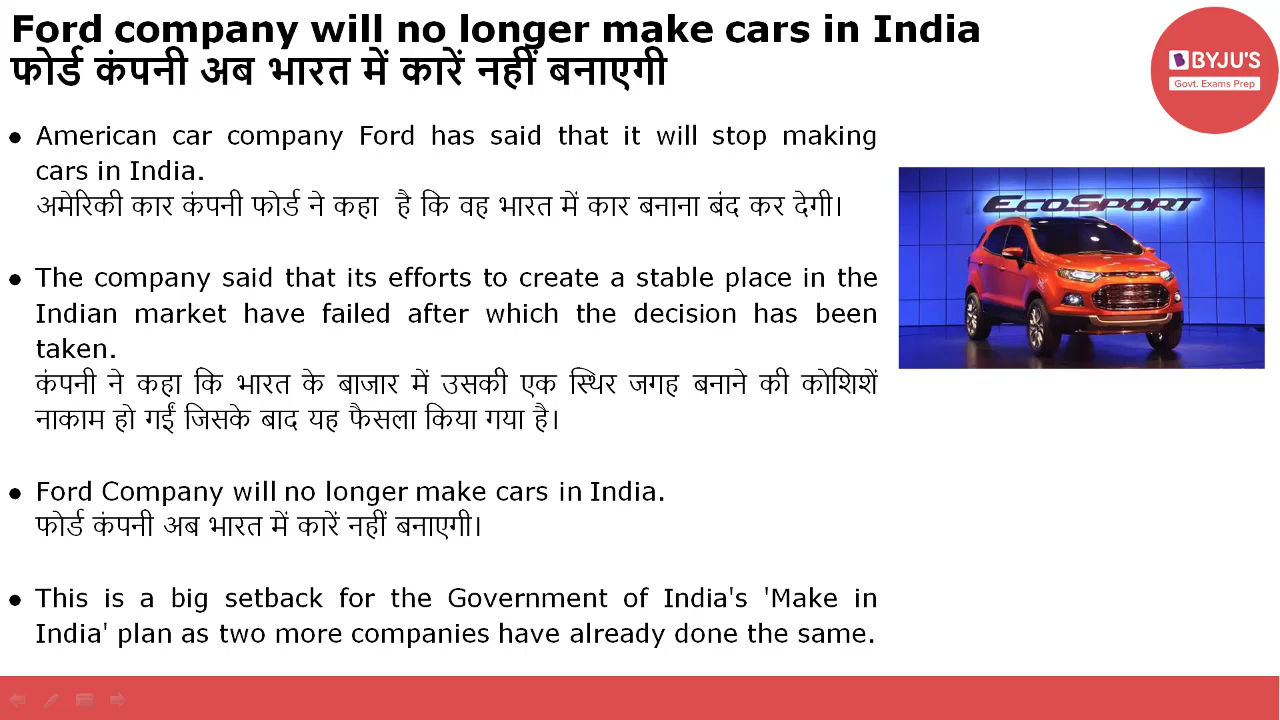 Ford company will no longer make cars in India
फोर्ड कंपनी अब भारत में कारें नहीं बनाएगी
BYJU'S
Govt. Exams Prep
● American car company Ford has said that it will stop making
cars in India.
अमेरिकी कार कंपनी फोर्ड ने कहा है कि वह भारत में कार बनाना बंद कर देगी।
ECOSPORT
● The company said that its efforts to create a stable place in the
Indian market have failed after which the decision has been
taken.
कंपनी ने कहा कि भारत के बाजार में उसकी एक स्थिर जगह बनाने की कोशिशें
नाकाम हो गईं जिसके बाद यह फैसला किया गया है।
● Ford Company will no longer make cars in India.
फोर्ड कंपनी अब भारत में कारें नहीं बनाएगी।
● This is a big setback for the Government of India's 'Make in
India' plan as two more companies have already done the same.